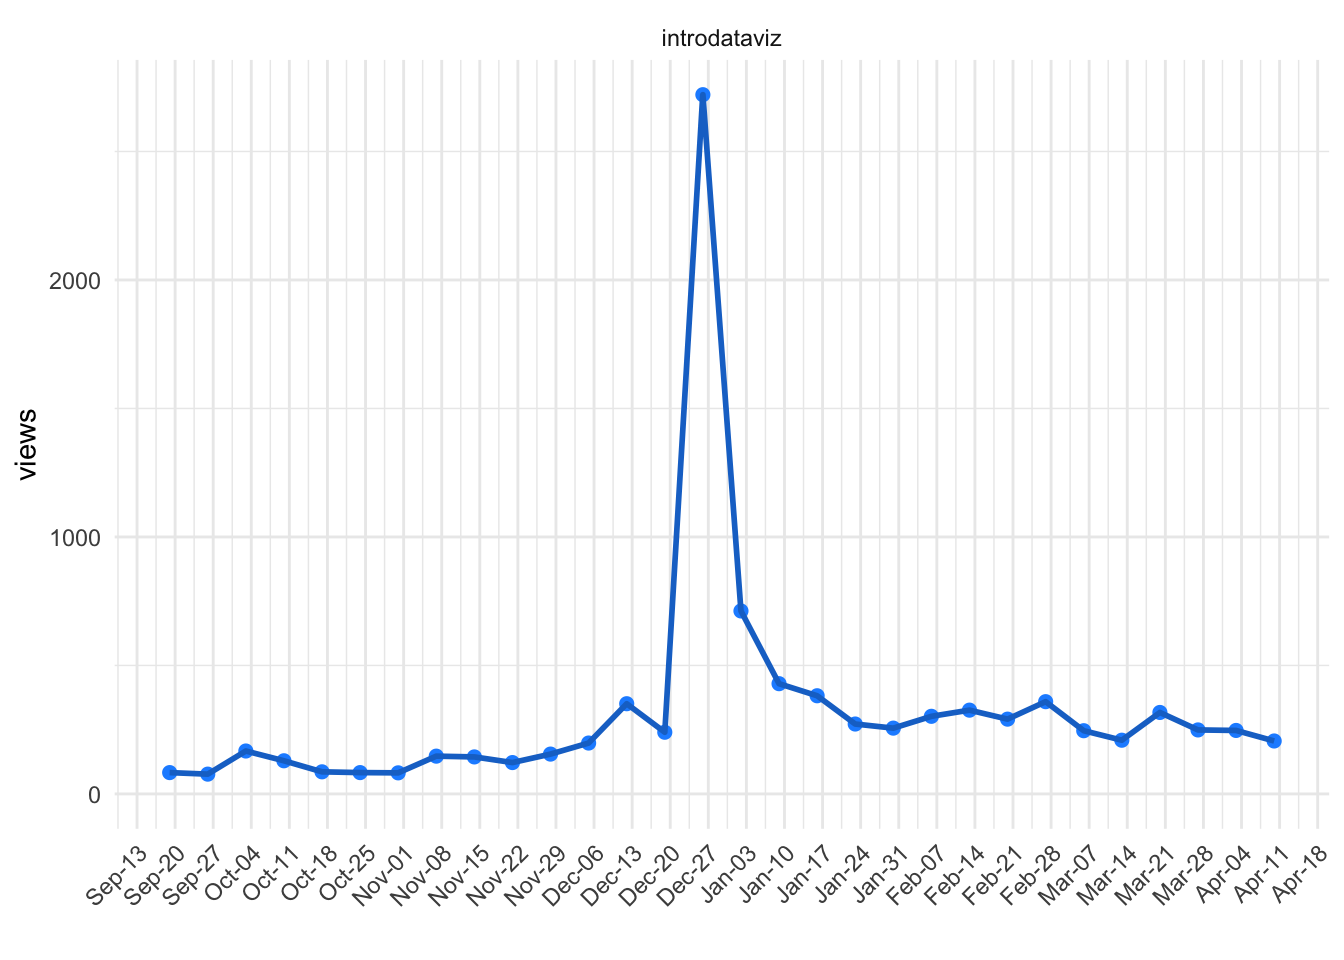 introdataviz
views
2000
1000
0
Sep-13
Sep-20
Sep-27
Oct-04
Oct-11
Oct-18
Oct-25
Nov-01
Nov-08
Nov-15
Nov-22
Nov-29
Dec-06
Dec-13
Dec-20
Dec-27
Jan-03
Jan-10
Jan-17
Jan-24
Jan-31
Feb-07
Feb-14
Feb-21
Feb-28
Mar-07
Mar-14
Mar-21
Mar-28
Apr-04
Apr-11
Apr-18